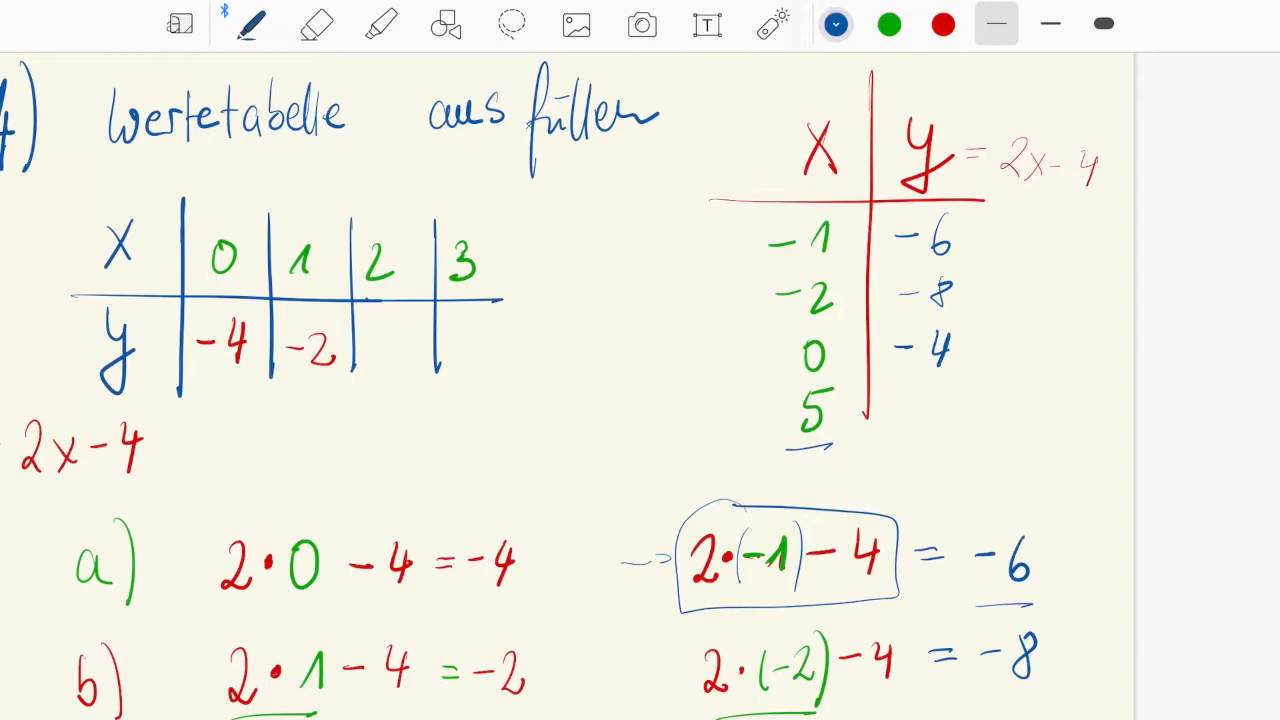 4) Wertetabelle ausfüllen
x | 0 | 1 | 2 | 3
y | -4 | -2 | |
2x - 4
x | y = 2x - 4
-1 | -6
-2 | -8
0 | -4
5 |
a) 2 · 0 - 4 = -4
2 · (-1) - 4 = -6
b) 2 · 1 - 4 = -2
2 · (-2) - 4 = -8